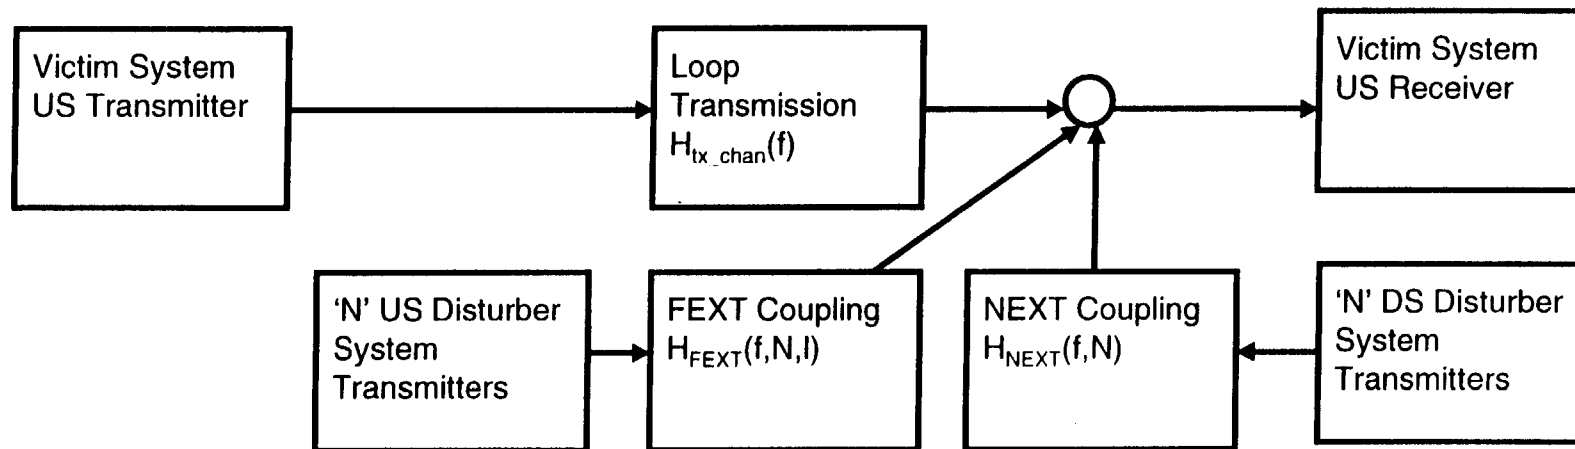 Victim System
US Transmitter
Loop
Transmission
H_tx_chan(f)
Victim System
US Receiver
'N' US Disturber
System
Transmitters
FEXT Coupling
H_FEXT(f,N,l)
NEXT Coupling
H_NEXT(f,N)
'N' DS Disturber
System
Transmitters